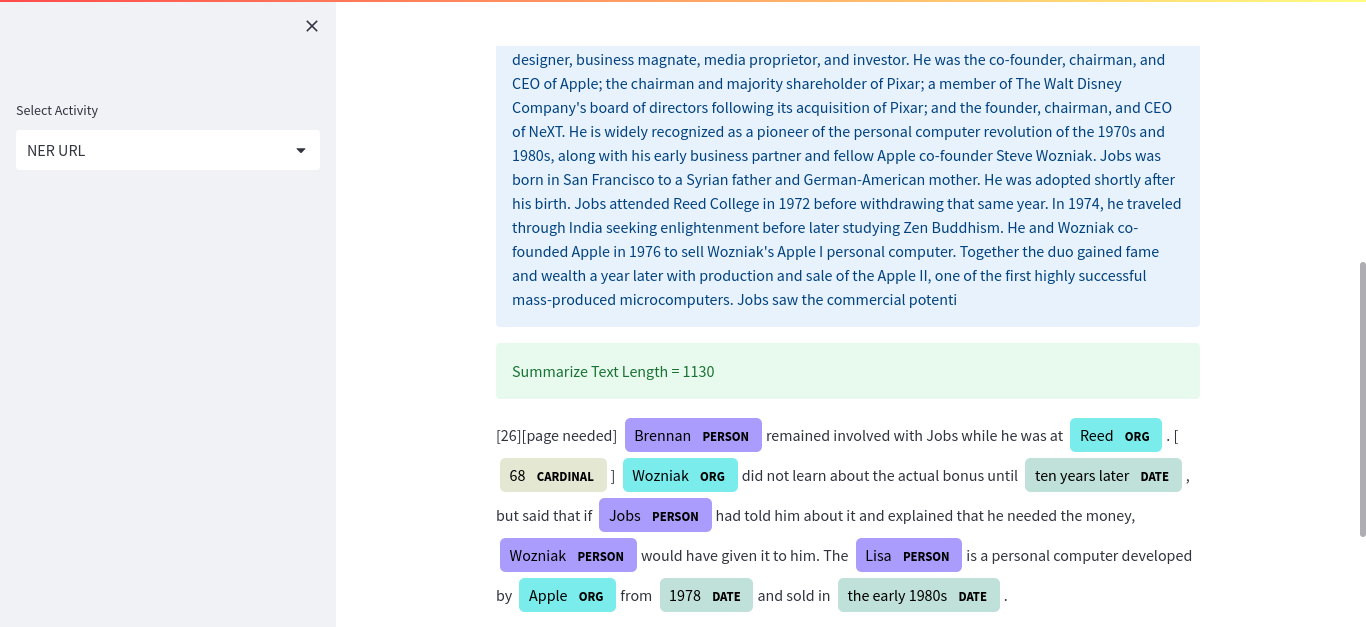 Select Activity
NER URL
designer, business magnate, media proprietor, and investor. He was the co-founder, chairman, and
CEO of Apple; the chairman and majority shareholder of Pixar; a member of The Walt Disney
Company's board of directors following its acquisition of Pixar; and the founder, chairman, and CEO
of NeXT. He is widely recognized as a pioneer of the personal computer revolution of the 1970s and
1980s, along with his early business partner and fellow Apple co-founder Steve Wozniak. Jobs was
born in San Francisco to a Syrian father and German-American mother. He was adopted shortly after
his birth. Jobs attended Reed College in 1972 before withdrawing that same year. In 1974, he traveled
through India seeking enlightenment before later studying Zen Buddhism. He and Wozniak co-
founded Apple in 1976 to sell Wozniak's Apple I personal computer. Together the duo gained fame
and wealth a year later with production and sale of the Apple II, one of the first highly successful
mass-produced microcomputers. Jobs saw the commercial potenti
Summarize Text Length = 1130
[26][page needed] Brennan PERSON remained involved with Jobs while he was at Reed ORG . [
68 CARDINAL ] Wozniak ORG did not learn about the actual bonus until ten years later DATE ,
but said that if Jobs PERSON had told him about it and explained that he needed the money,
Wozniak PERSON would have given it to him. The Lisa PERSON is a personal computer developed
by Apple ORG from 1978 DATE and sold in the early 1980s DATE .